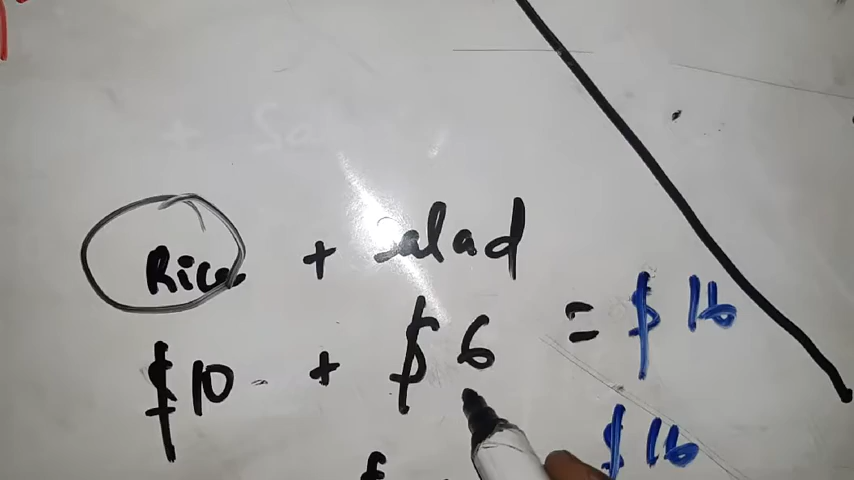 Rice + Salad
$10 + $6 = $16
$16